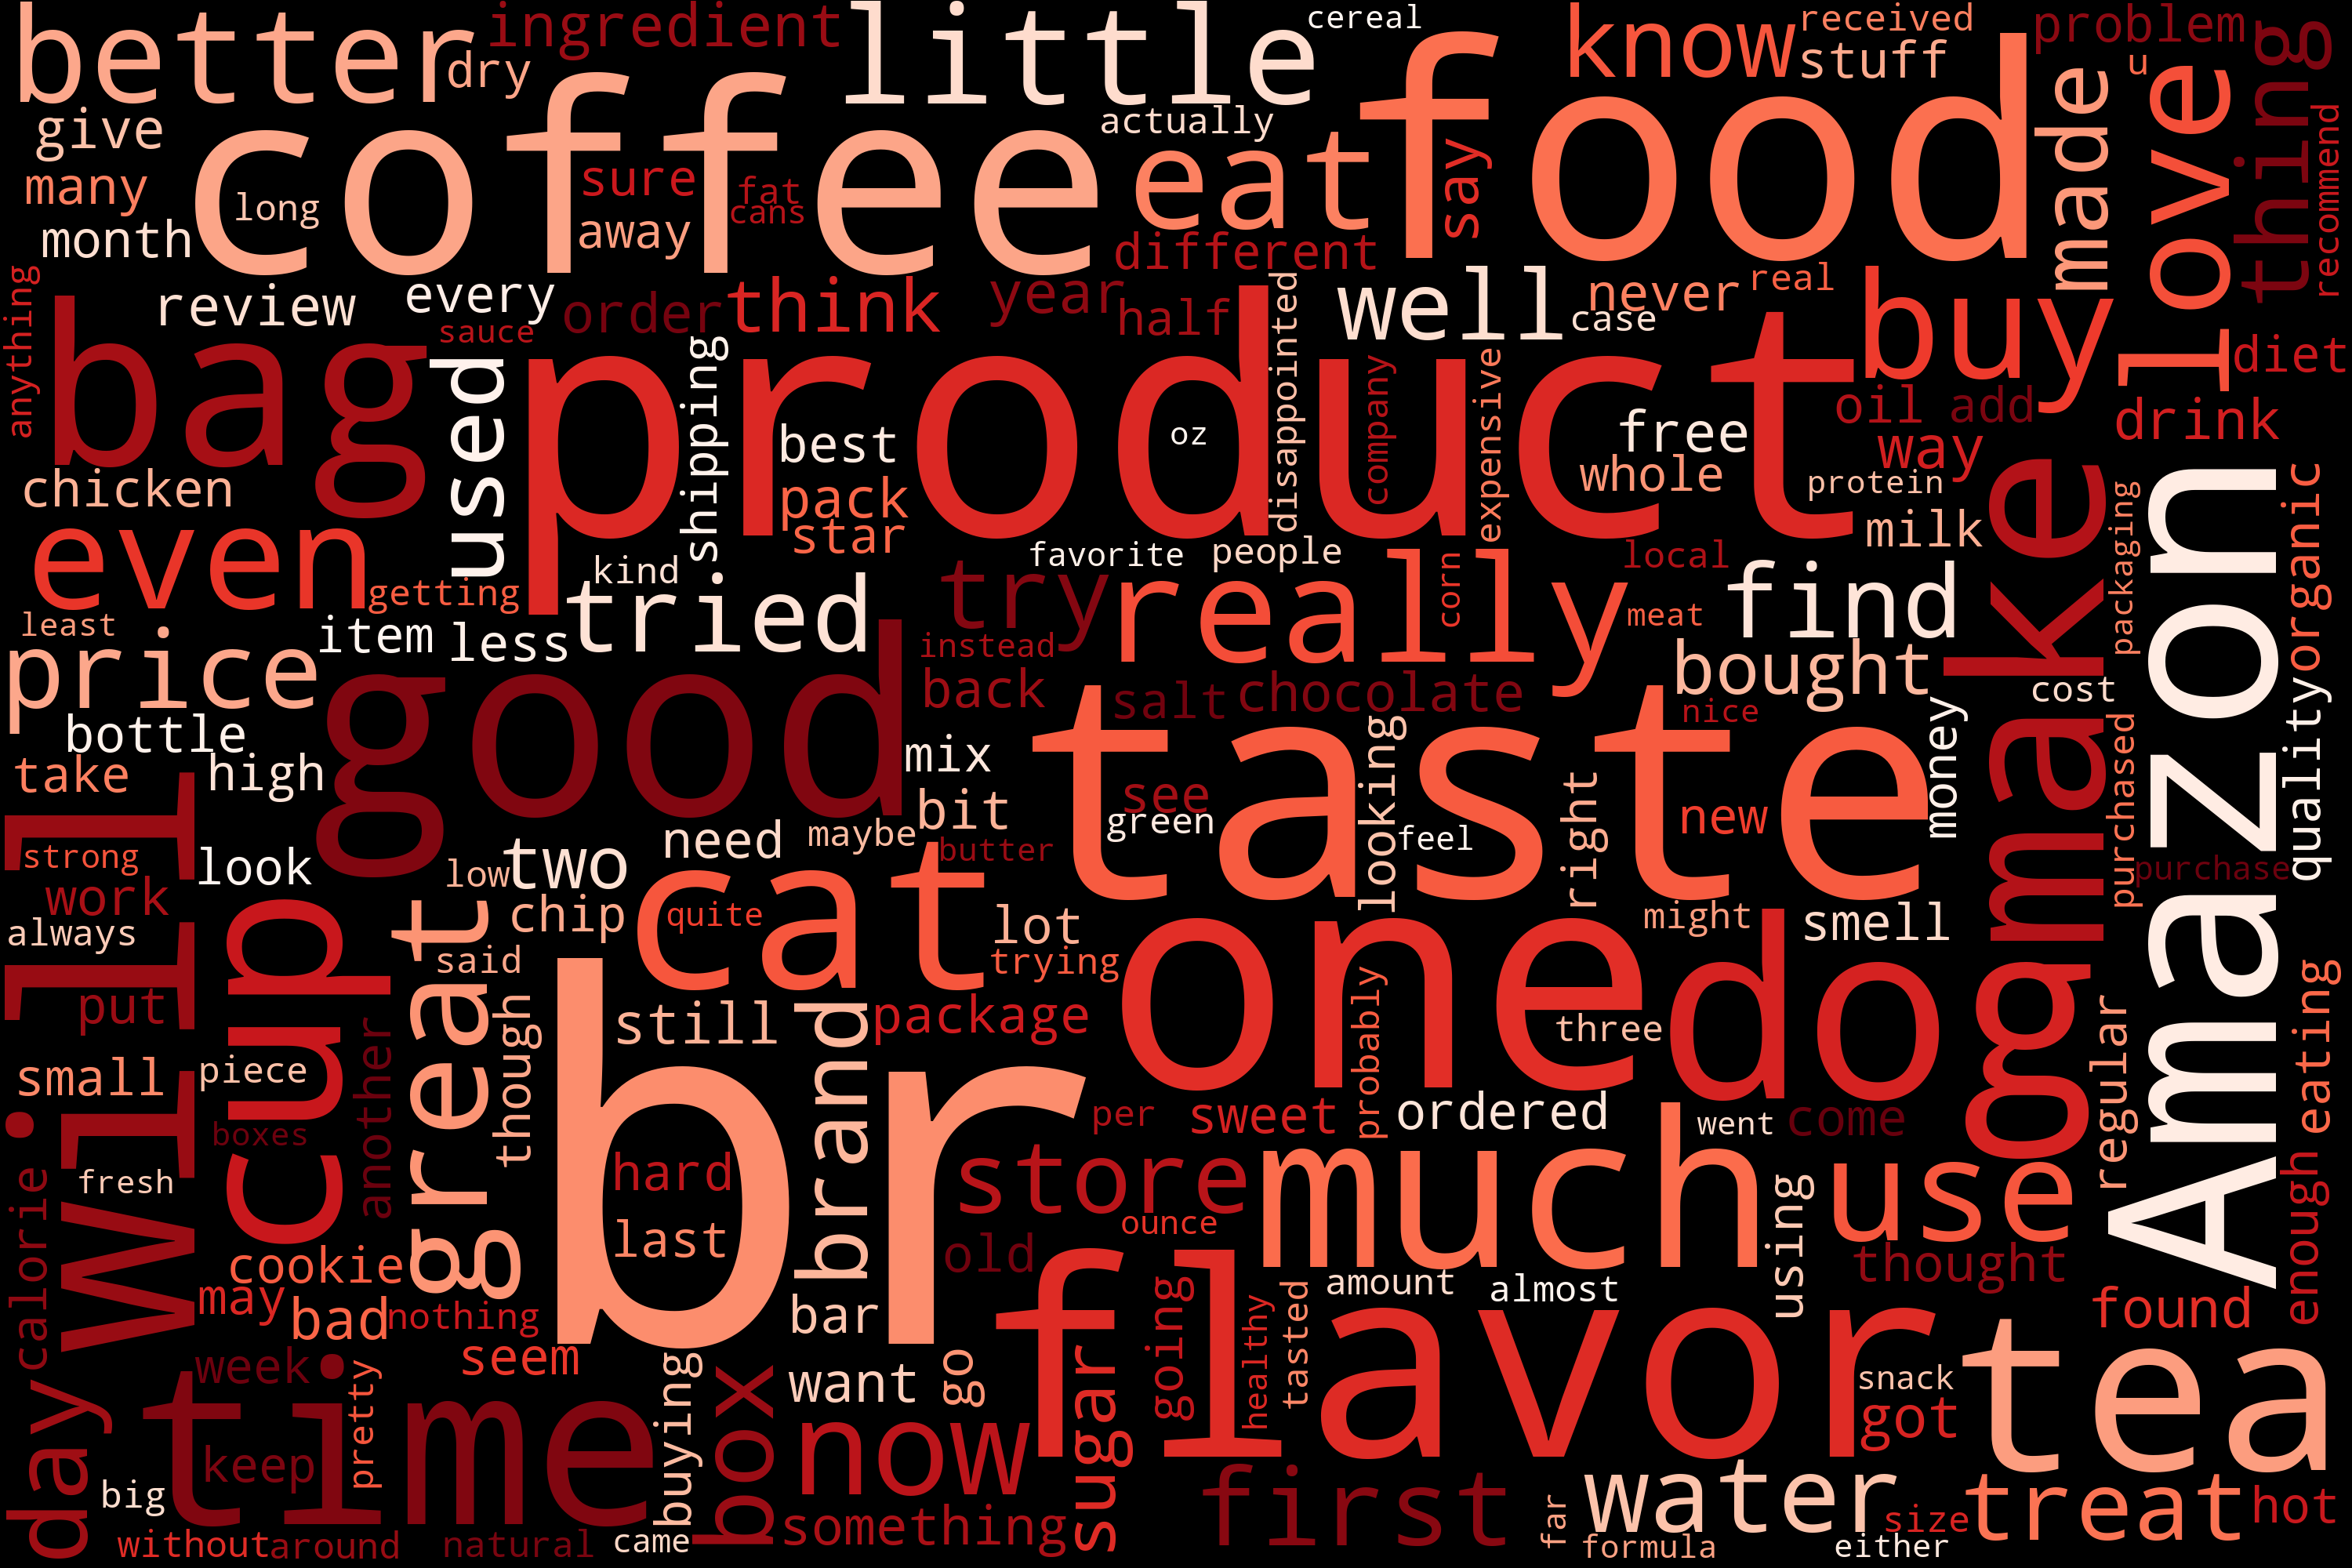 better
dry
ingredient
little
cereal
know
received
stuff
problem
u
thing
give
coffee
actually
food
made
love
recommend
many
long
sure
fat
cans
away
eat
say
month
different
anything
review
every
sauce
order
think
year
half
well
case
never
real
buy
diet
bag
used
shipping
product
disappointed
company
expensive
free
oil
add
drink
best
oz
whole
way
protein
chicken
pack
star
milk
make
packaging
Amazon
organic
even
getting
kind
tried
favorite
people
try
really
corn
local
meat
find
least
price
item
less
instead
back
salt
chocolate
bought
nice
cost
money
purchased
quality
bottle
good
mix
taste
looking
take
high
see
green
feel
right
new
bit
Will
strong
look
low
two
need
maybe
butter
purchase
work
cup
great
chip
cat
quite
lot
one
dog
might
smell
always
said
trying
put
another
though
br
still
brand
package
three
probably
regular
eating
small
piece
boxes
per
sweet
ordered
went
come
fresh
hard
last
store
much
use
using
enough
calorie
ounce
old
thought
cookie
may
bad
nothing
bar
flavor
amount
almost
found
day
week
time
seem
pretty
buying
box
want
go
sugar
going
healthy
tasted
snack
got
tea
keep
now
big
something
first
far
water
size
treat
hot
without
around
natural
came
formula
either